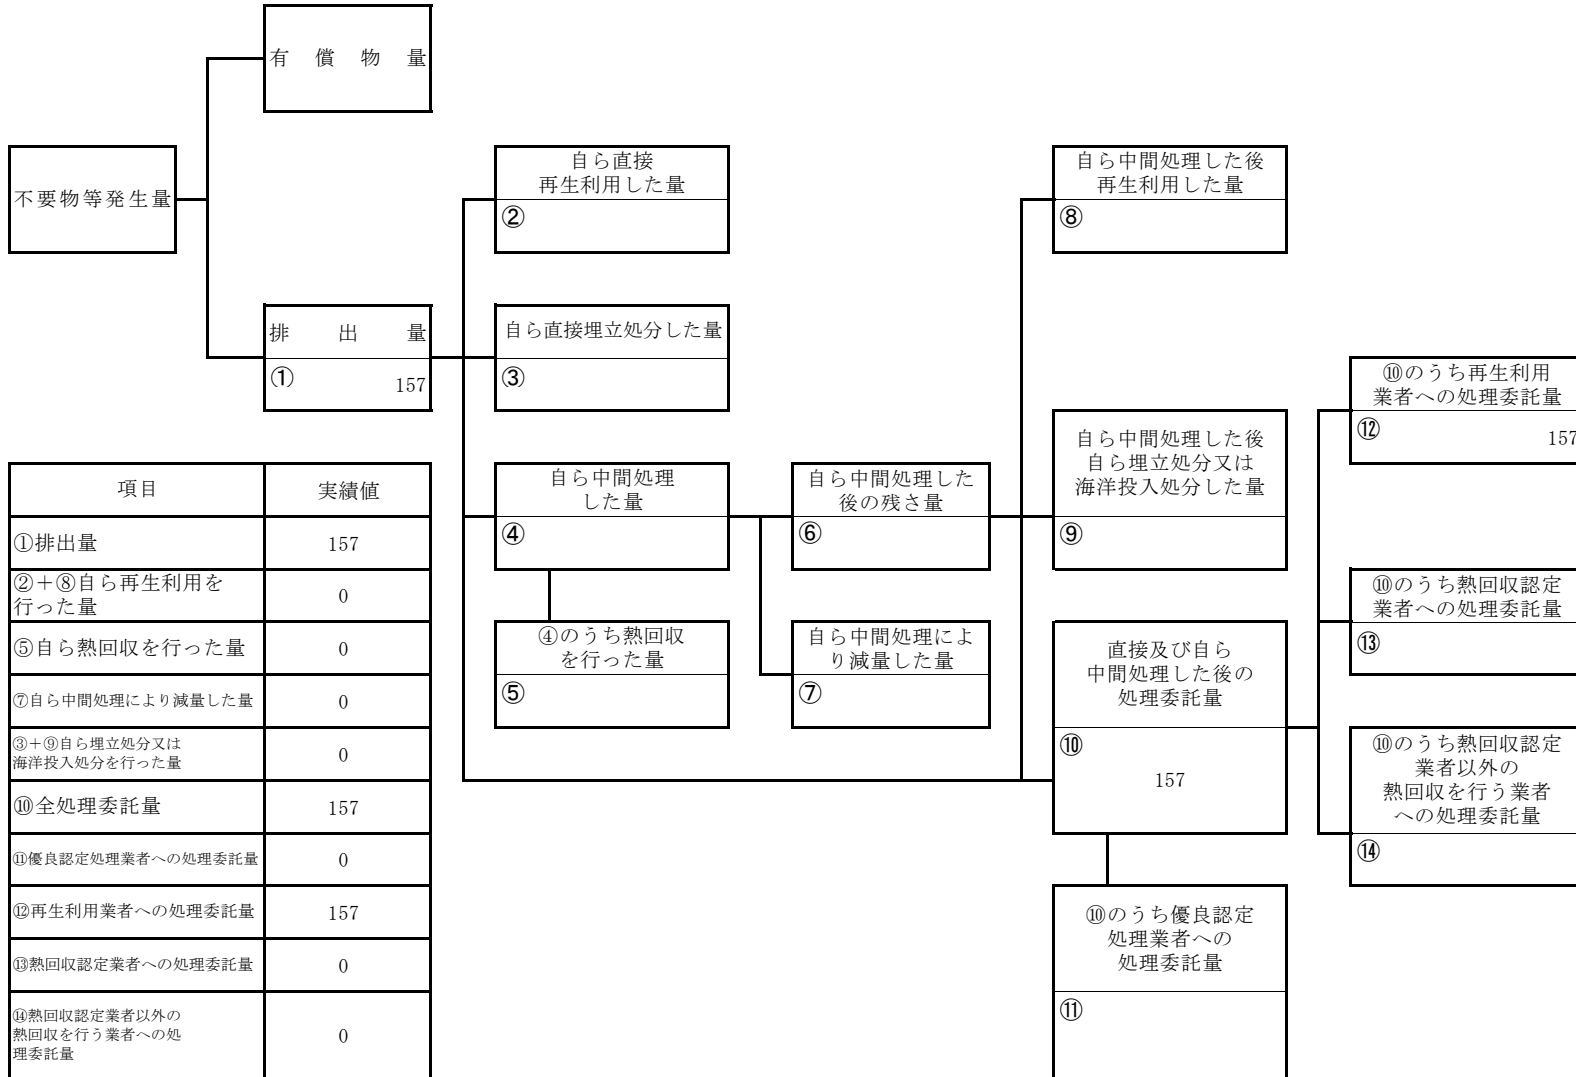 有償物量
不要物等発生量
自ら直接
再生利用した量
②
自ら中間処理した後
再生利用した量
⑧
排出量
① 157
自ら直接埋立処分した量
③
⑩のうち再生利用
業者への処理委託量
⑫ 157
自ら中間処理した後
自ら埋立処分又は
海洋投入処分した量
⑨
自ら中間処理
した量
④
自ら中間処理した
後の残さ量
⑥
④のうち熱回収
を行った量
⑤
自ら中間処理によ
り減量した量
⑦
直接及び自ら
中間処理した後の
処理委託量
⑩
157
⑩のうち熱回収認定
業者への処理委託量
⑬
⑩のうち熱回収認定
業者以外の
熱回収を行う業者
への処理委託量
⑭
⑩のうち優良認定
処理業者への
処理委託量
⑪
項目 実績値
①排出量 157
②＋⑧自ら再生利用を
行った量 0
⑤自ら熱回収を行った量 0
⑦自ら中間処理により減量した量 0
③＋⑨自ら埋立処分又は
海洋投入処分を行った量 0
⑩全処理委託量 157
⑪優良認定処理業者への処理委託量 0
⑫再生利用業者への処理委託量 157
⑬熱回収認定業者への処理委託量 0
⑭熱回収認定業者以外の
熱回収を行う業者への処
理委託量 0